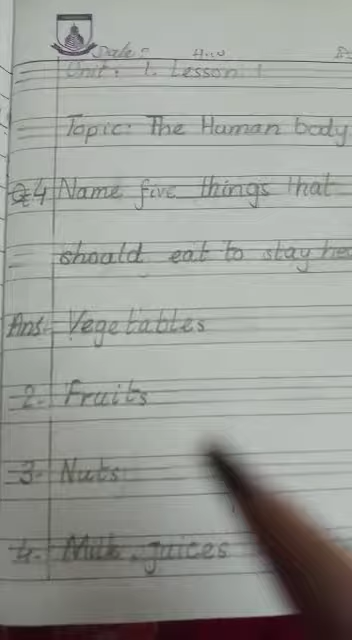 Date:- H.W
Unit: 1. Lesson 1
Topic: The Human body
Q4 Name five things that
should eat to stay hea
Ans- Vegetables
2. Fruits
3. Nuts
4. Milk, juices